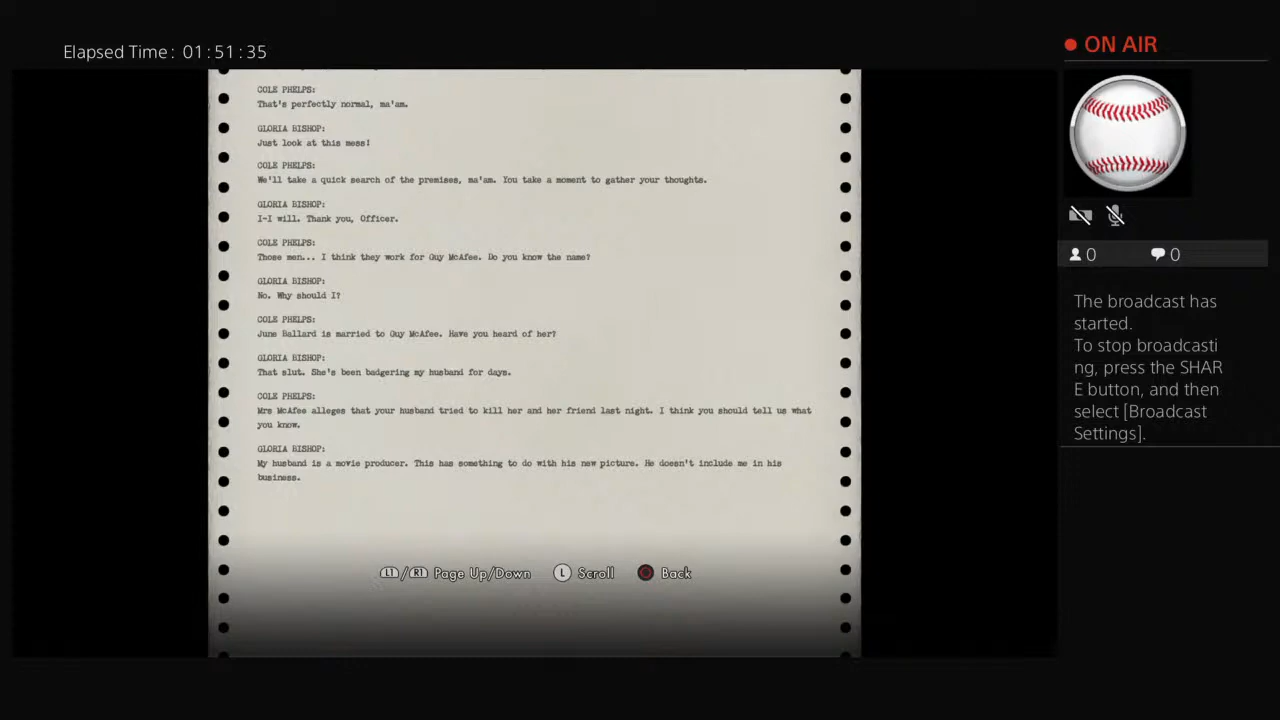 Elapsed Time: 01:51:35
ON AIR
COLE PHELPS:
That's perfectly normal, ma'am.
GLORIA BISHOP:
Just look at this mess!
COLE PHELPS:
We'll take a quick search of the premises, ma'am. You take a moment to gather your thoughts.
GLORIA BISHOP:
I-I will. Thank you, Officer.
COLE PHELPS:
Those men... I think they work for Guy McAfee. Do you know the name?
GLORIA BISHOP:
No. Why should I?
COLE PHELPS:
June Ballard is married to Guy McAfee. Have you heard of her?
GLORIA BISHOP:
That slut. She's been badgering my husband for days.
COLE PHELPS:
Mrs McAfee alleges that your husband tried to kill her and her friend last night. I think you should tell us what
you know.
GLORIA BISHOP:
My husband is a movie producer. This has something to do with his new picture. He doesn't include me in his
business.
L1/R1 Page Up/Down L Scroll Back
0 0
The broadcast has
started.
To stop broadcasti
ng, press the SHAR
E button, and then
select [Broadcast
Settings].